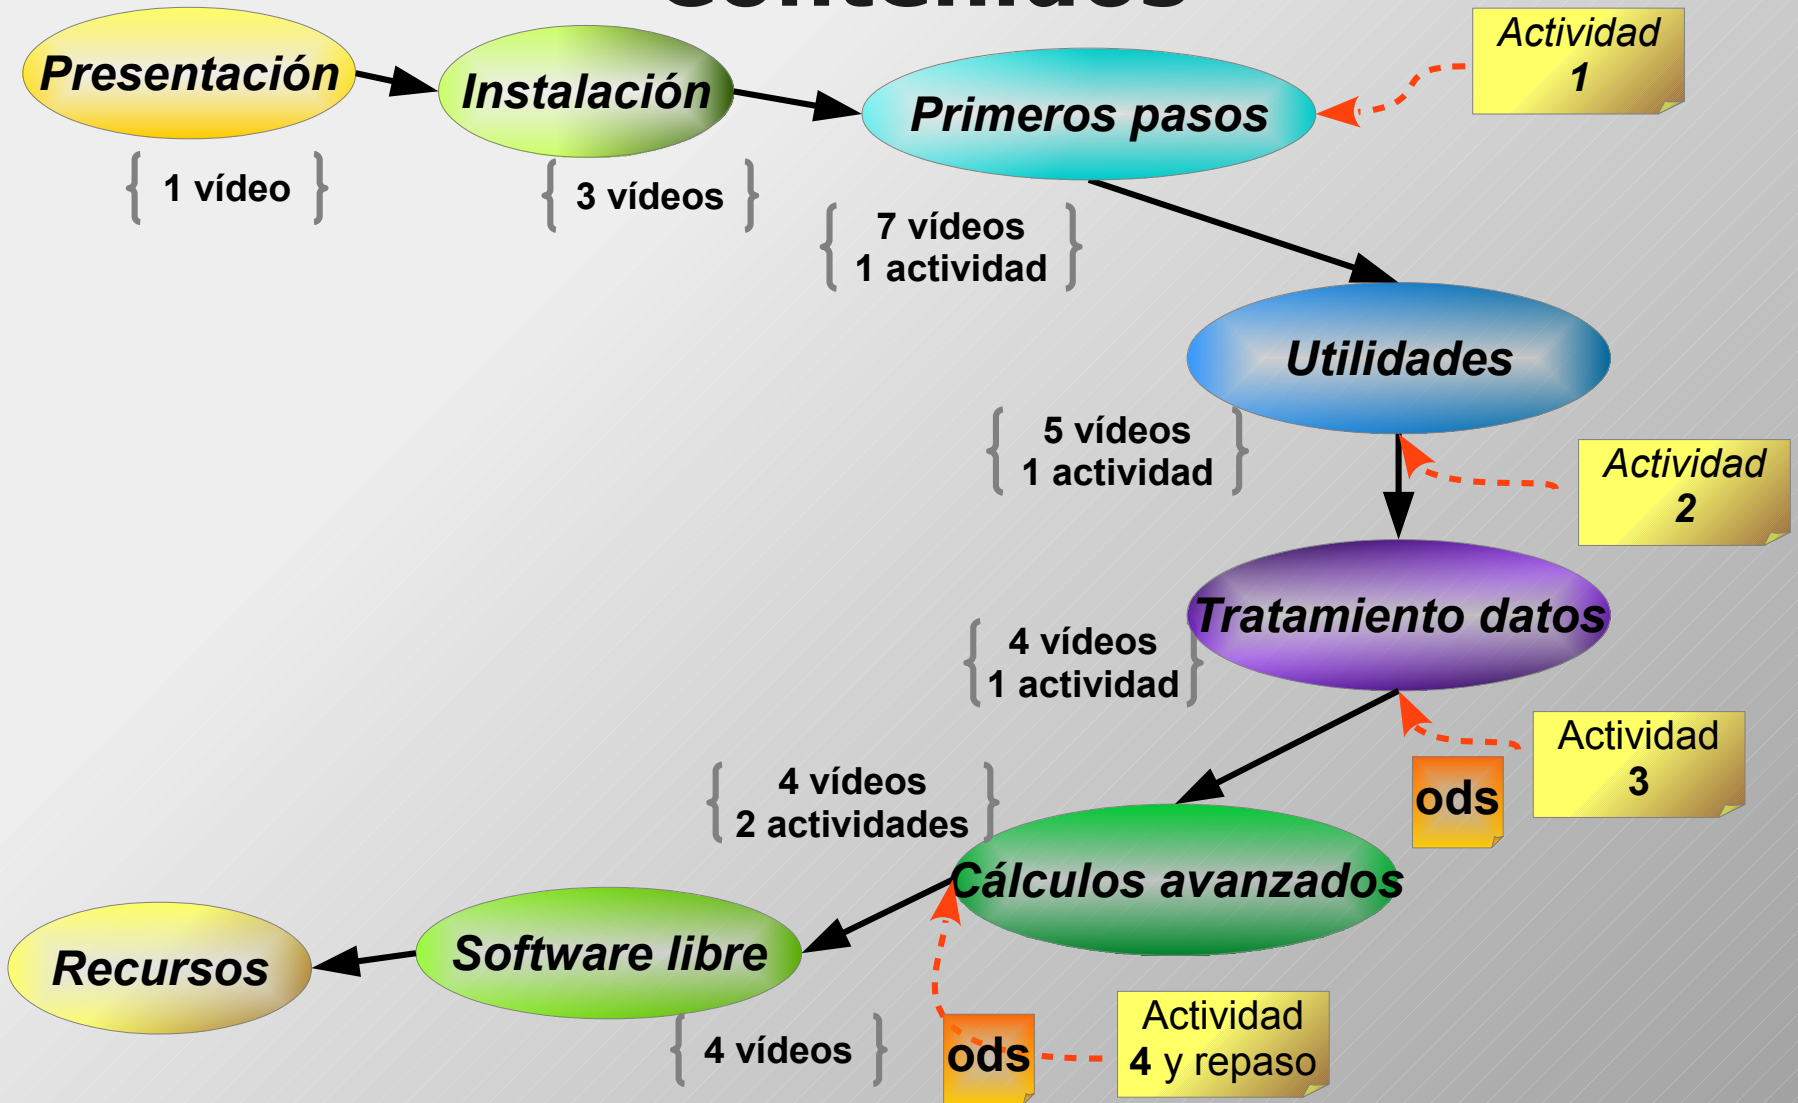 Contenidos
Presentación
1 vídeo
Instalación
3 vídeos
Primeros pasos
7 vídeos
1 actividad
Actividad
1
Utilidades
5 vídeos
1 actividad
Actividad
2
Tratamiento datos
4 vídeos
1 actividad
Actividad
3
ods
Cálculos avanzados
4 vídeos
2 actividades
ods
Actividad
4 y repaso
Software libre
4 vídeos
Recursos